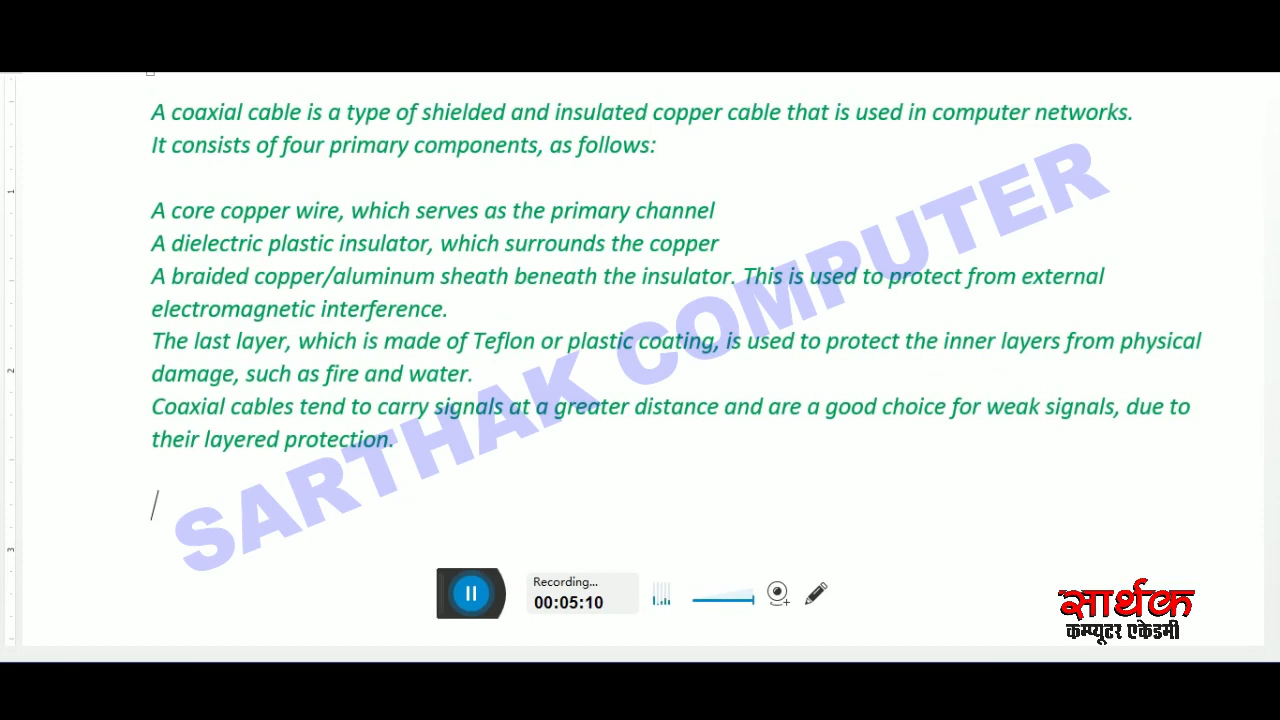 A coaxial cable is a type of shielded and insulated copper cable that is used in computer networks.
It consists of four primary components, as follows:
A core copper wire, which serves as the primary channel
A dielectric plastic insulator, which surrounds the copper
A braided copper/aluminum sheath beneath the insulator. This is used to protect from external
electromagnetic interference.
The last layer, which is made of Teflon or plastic coating, is used to protect the inner layers from physical
damage, such as fire and water.
Coaxial cables tend to carry signals at a greater distance and are a good choice for weak signals, due to
their layered protection.
SARTHAK COMPUTER
Recording...
00:05:10
सार्थक
कम्प्यूटर एकेडमी
1
2
3